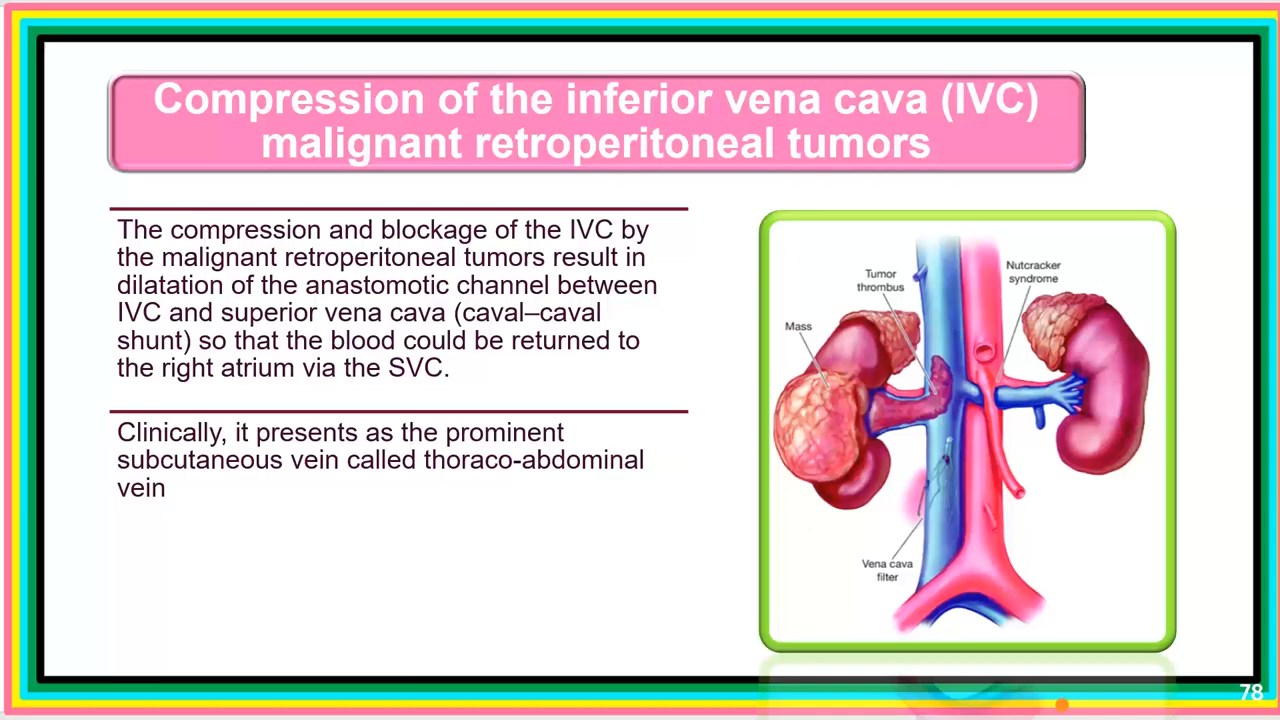 Compression of the inferior vena cava (IVC)
malignant retroperitoneal tumors
The compression and blockage of the IVC by
the malignant retroperitoneal tumors result in
dilatation of the anastomotic channel between
IVC and superior vena cava (caval–caval
shunt) so that the blood could be returned to
the right atrium via the SVC.
Clinically, it presents as the prominent
subcutaneous vein called thoraco-abdominal
vein
Nutcracker
syndrome
Tumor
thrombus
Mass
Vena cava
filter
78